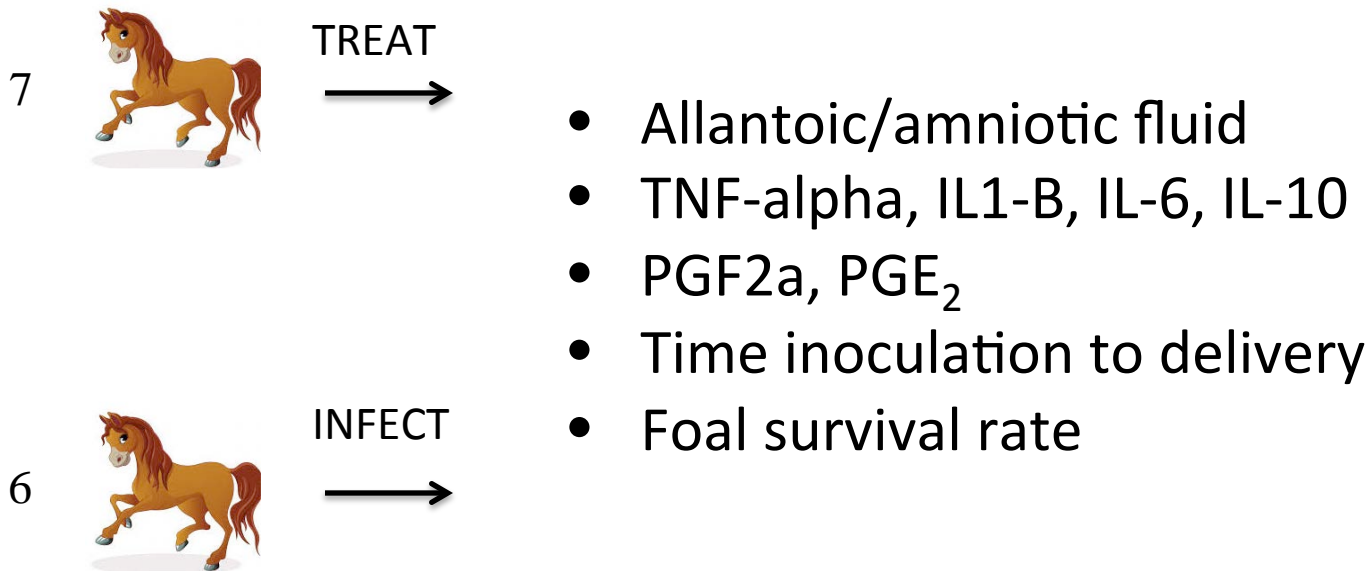 7
TREAT
• Allantoic/amniotic fluid
• TNF-alpha, IL1-B, IL-6, IL-10
• PGF2a, PGE₂
• Time inoculation to delivery
• Foal survival rate
6
INFECT